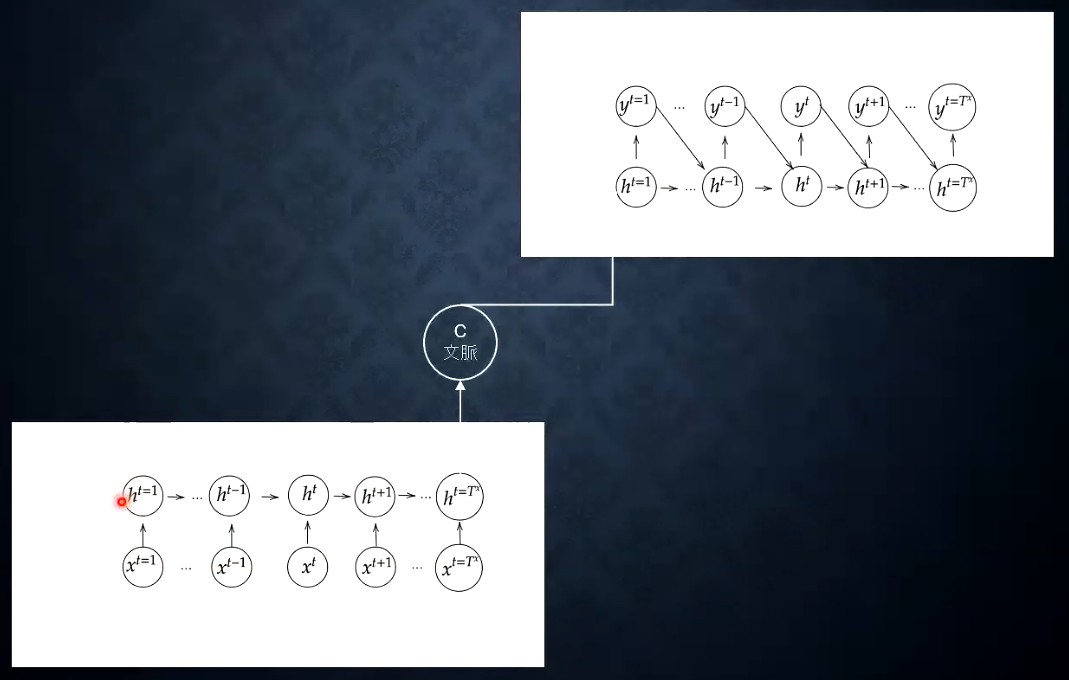 y^{t=1} ... y^{t-1} y^t y^{t+1} ... y^{t=T^x}
h^{t=1} ... h^{t-1} h^t h^{t+1} ... h^{t=T^x}
C
文脈
h^{t=1} ... h^{t-1} h^t h^{t+1} ... h^{t=T^x}
x^{t=1} ... x^{t-1} x^t x^{t+1} ... x^{t=T^x}